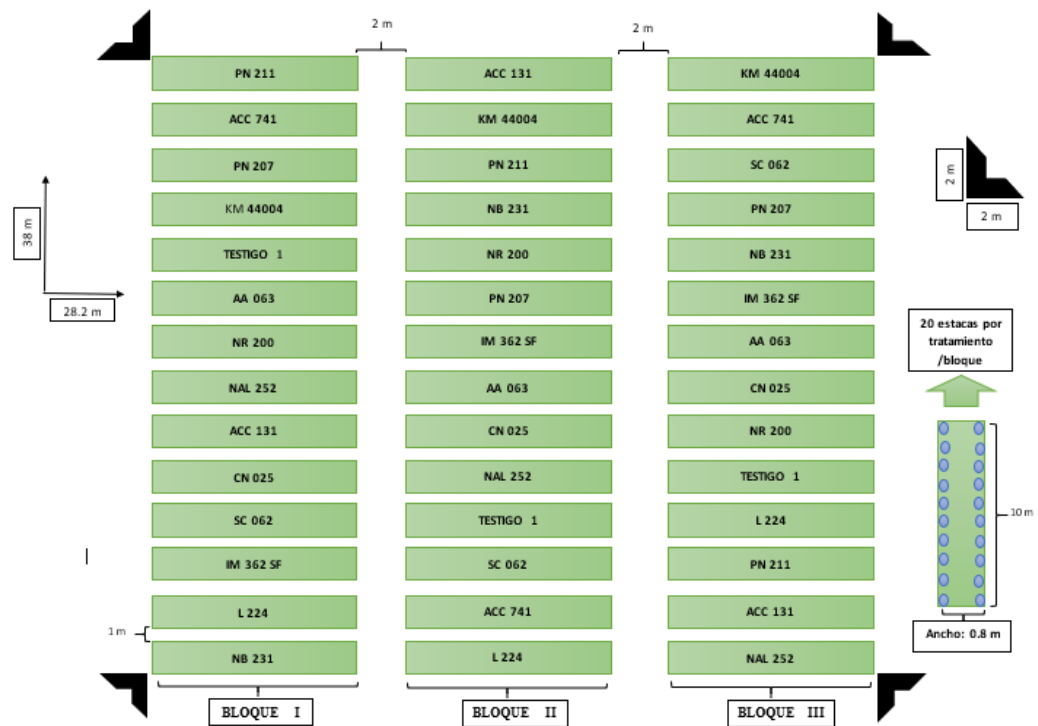 2 m
2 m
PN 211
ACC 741
PN 207
KM 44004
TESTIGO 1
AA 063
NR 200
NAL 252
ACC 131
CN 025
SC 062
IM 362 SF
L 224
NB 231
BLOQUE I
ACC 131
KM 44004
PN 211
NB 231
NR 200
PN 207
IM 362 SF
AA 063
CN 025
NAL 252
TESTIGO 1
SC 062
ACC 741
L 224
BLOQUE II
KM 44004
ACC 741
SC 062
PN 207
NB 231
IM 362 SF
AA 063
CN 025
NR 200
TESTIGO 1
L 224
PN 211
ACC 131
NAL 252
BLOQUE III
38 m
28.2 m
1 m
2 m
2 m
20 estacas por
tratamiento
/bloque
10 m
Ancho: 0.8 m